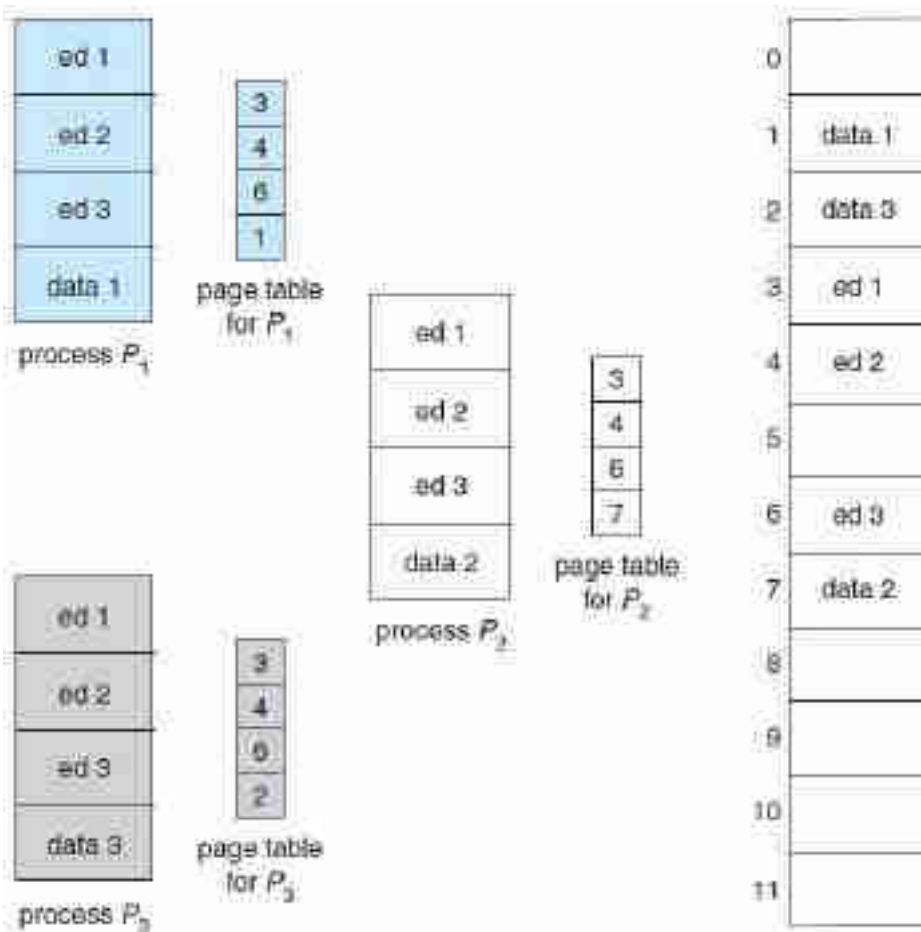 ed 1
ed 2
ed 3
data 1
process P1
3
4
6
1
page table
for P1
ed 1
ed 2
ed 3
data 2
process P2
3
4
6
7
page table
for P2
ed 1
ed 2
ed 3
data 3
process P3
3
4
6
2
page table
for P3
0
1 data 1
2 data 3
3 ed 1
4 ed 2
5
6 ed 3
7 data 2
8
9
10
11